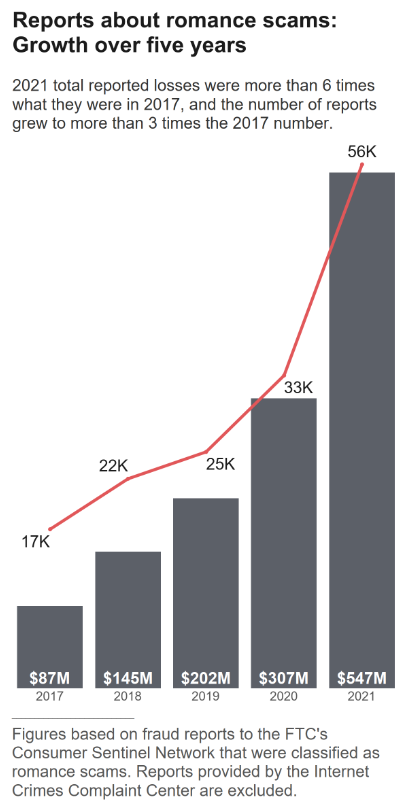 Reports about romance scams:
Growth over five years
2021 total reported losses were more than 6 times
what they were in 2017, and the number of reports
grew to more than 3 times the 2017 number.
56K
33K
22K
25K
17K
$87M $145M $202M $307M $547M
2017 2018 2019 2020 2021
Figures based on fraud reports to the FTC's
Consumer Sentinel Network that were classified as
romance scams. Reports provided by the Internet
Crimes Complaint Center are excluded.